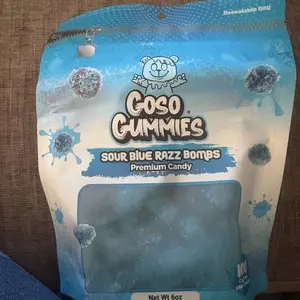 Resealable bag
GOSO
GUMMIES
SOUR BLUE RAZZ BOMBS
Premium Candy
Net Wt 6oz